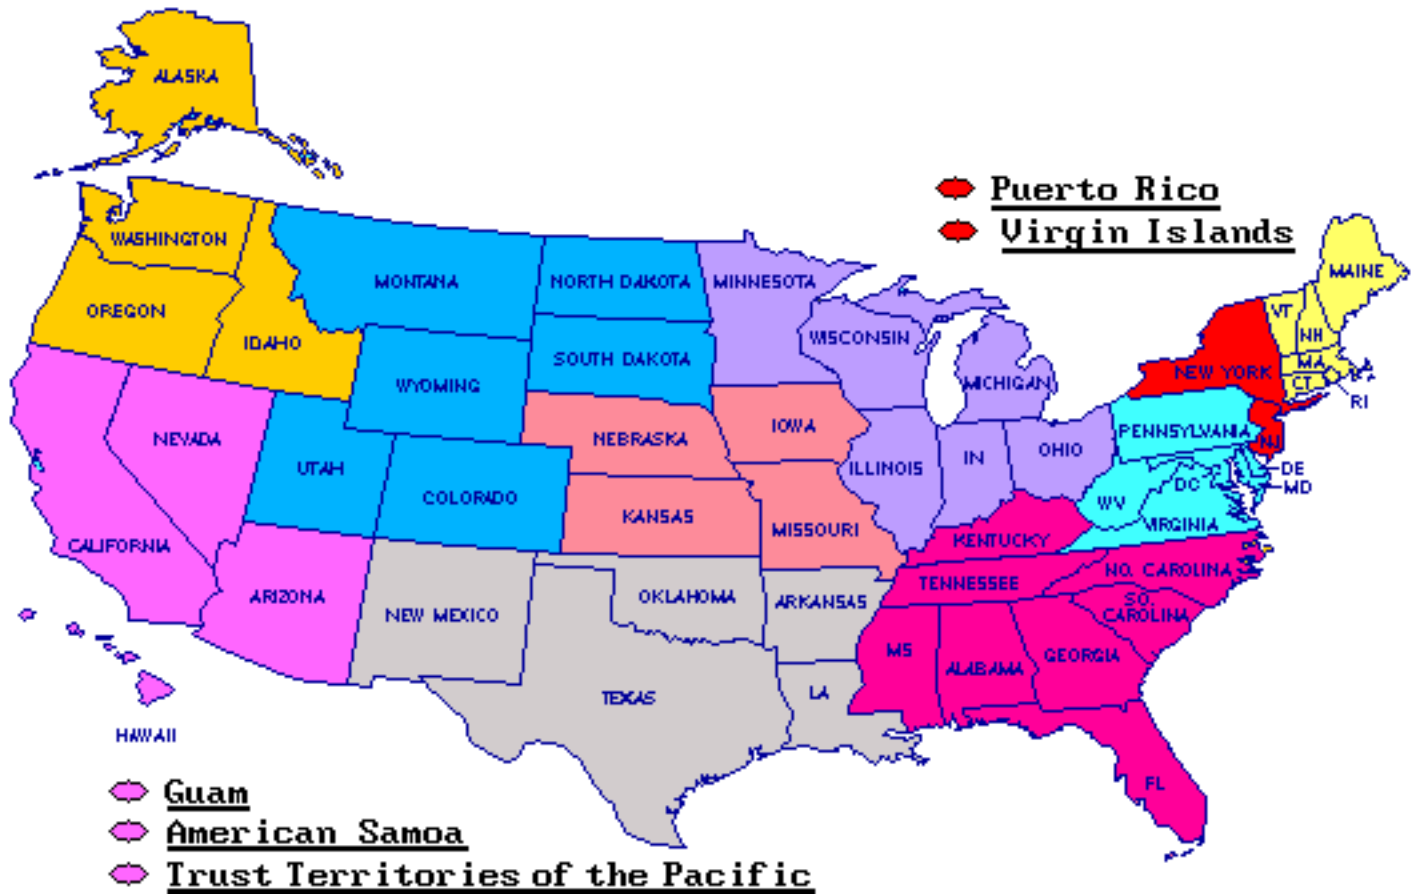 ALASKA
Puerto Rico
Virgin Islands
WASHINGTON
MAINE
MONTANA
NORTH DAKOTA
MINNESOTA
OREGON
VT
NH
IDAHO
WISCONSIN
SOUTH DAKOTA
MA
NEW YORK
WYOMING
MICHIGAN
CT
RI
NEVADA
NEBRASKA
IOWA
PENNSYLVANIA
NJ
UTAH
COLORADO
ILLINOIS
IN
OHIO
DE
DC
MD
WV
KANSAS
MISSOURI
VIRGINIA
CALIFORNIA
KENTUCKY
TENNESSEE
NO. CAROLINA
ARIZONA
NEW MEXICO
OKLAHOMA
ARKANSAS
SO.
CAROLINA
MS
ALABAMA
GEORGIA
TEXAS
LA
HAWAII
FL
Guam
American Samoa
Trust Territories of the Pacific